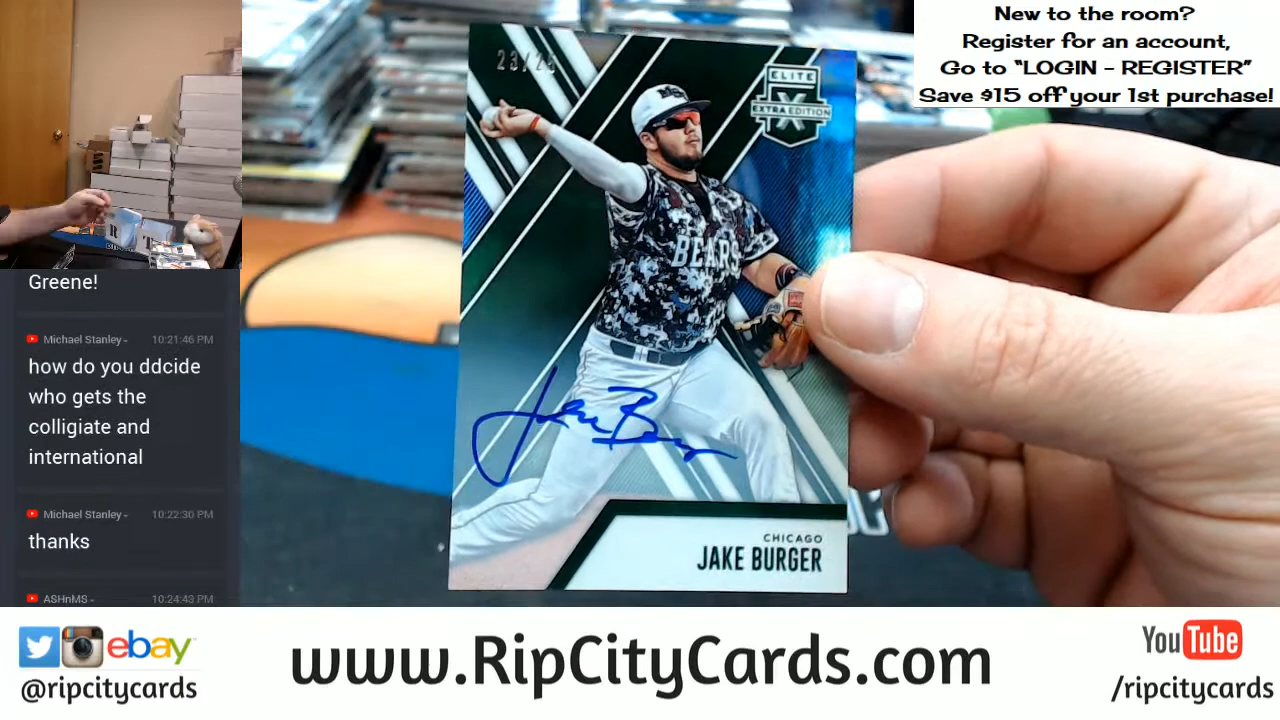 New to the room?
Register for an account,
Go to “LOGIN - REGISTER”
Save $15 off your 1st purchase!
23/25
ELITE
EXTRA EDITION
X
BEARS
CHICAGO
JAKE BURGER
Greene!
Michael Stanley - 10:21:46 PM
how do you ddcide
who gets the
colligiate and
international
Michael Stanley - 10:22:30 PM
thanks
ASHnMS - 10:24:43 PM
ebay
@ripcitycards
www.RipCityCards.com
YouTube
/ripcitycards